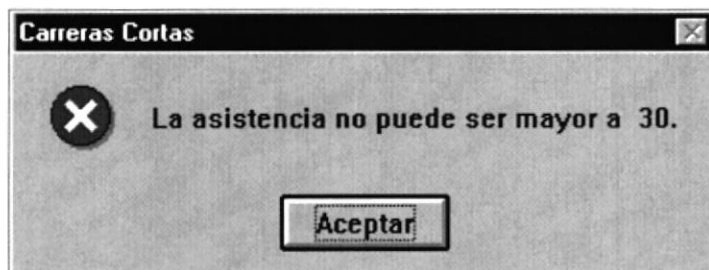 Carreras Cortas
La asistencia no puede ser mayor a 30.
Aceptar